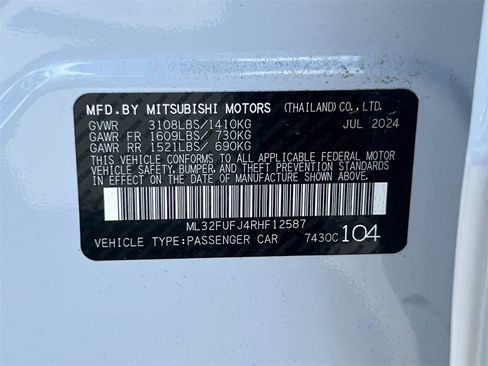 MFD.BY MITSUBISHI MOTORS (THAILAND) CO., LTD.
GVWR 3108LBS/1410KG JUL 2024
GAWR FR 1609LBS/ 730KG
GAWR RR 1521LBS/ 690KG
THIS VEHICLE CONFORMS TO ALL APPLICABLE FEDERAL MOTOR
VEHICLE SAFETY, BUMPER, AND THEFT PREVENTION STANDARDS
IN EFFECT ON THE DATE OF MANUFACTURE SHOWN ABOVE.
ML32FUFJ4RHF12587
VEHICLE TYPE:PASSENGER CAR 7430C 104